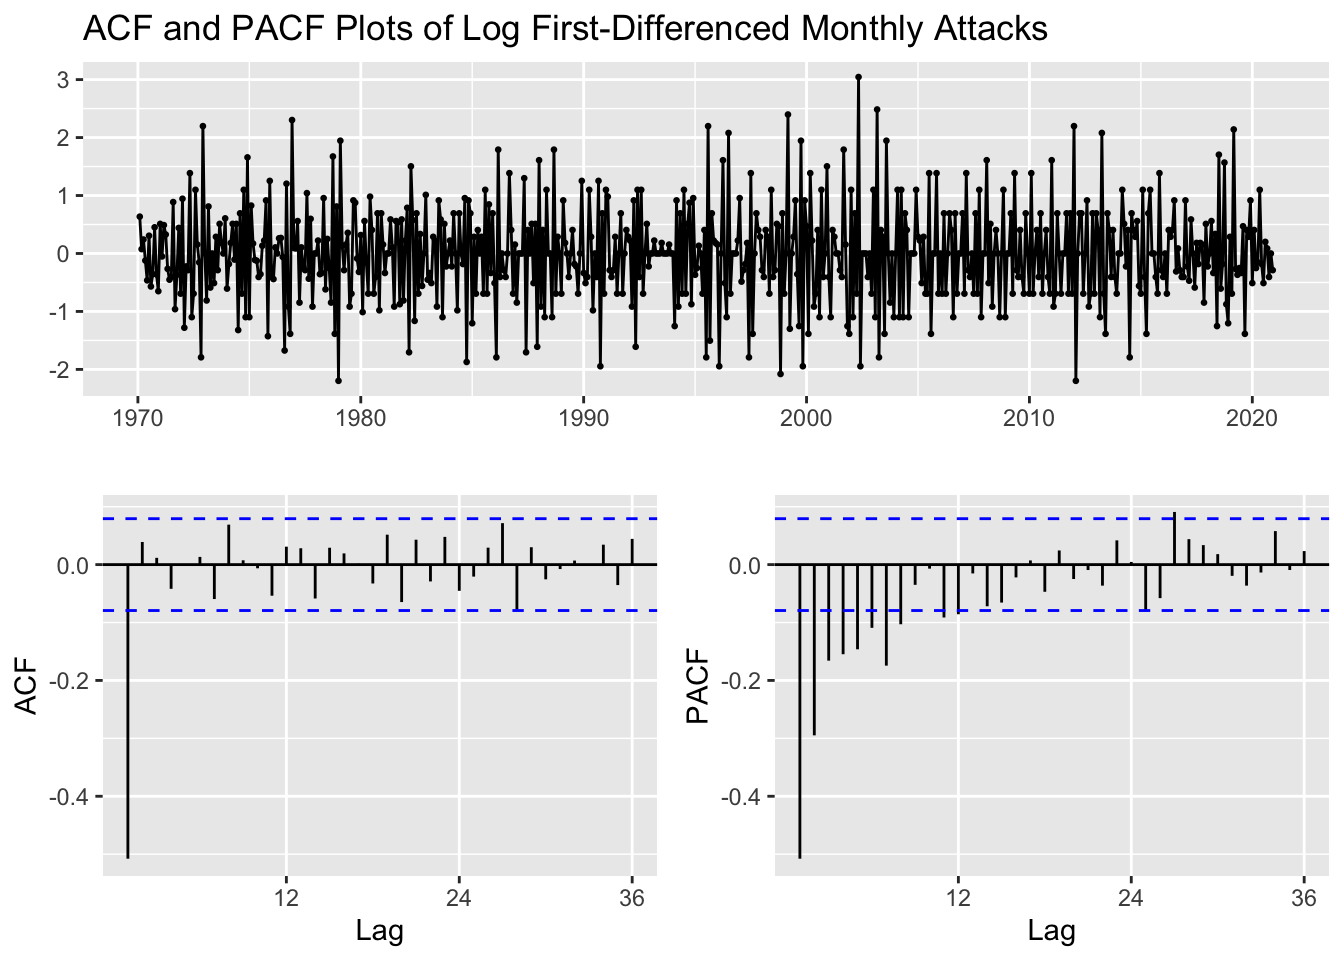 ACF and PACF Plots of Log First-Differenced Monthly Attacks
3
2
1
0
-1
-2
1970 1980 1990 2000 2010 2020
ACF
0.0
-0.2
-0.4
12 24 36
Lag
PACF
0.0
-0.2
-0.4
12 24 36
Lag